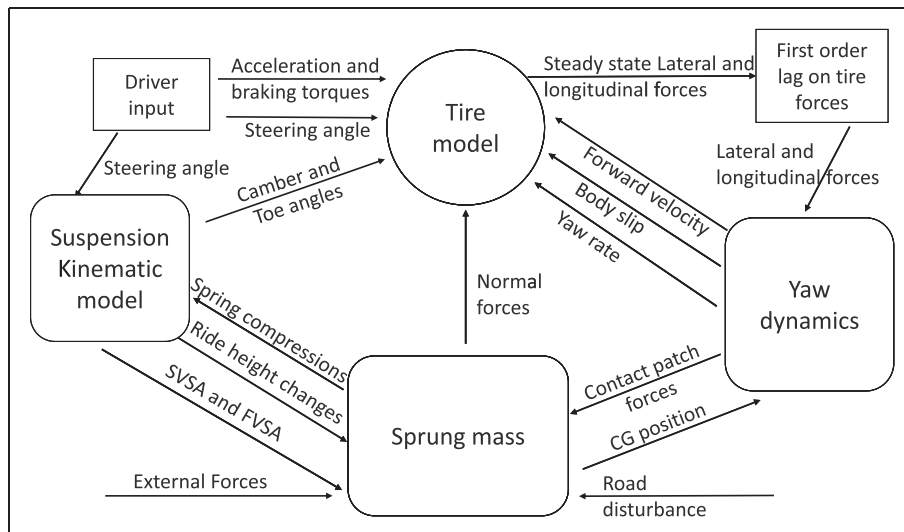 Driver
input
Acceleration and
braking torques
Steering angle
Tire
model
Steady state Lateral and
longitudinal forces
First order
lag on tire
forces
Steering angle
Camber and
Toe angles
Forward velocity
Body slip
Yaw rate
Lateral and
longitudinal forces
Suspension
Kinematic
model
Spring compressions
Ride height changes
SVSA and FVSA
Normal
forces
Yaw
dynamics
Contact patch
forces
CG position
Sprung mass
External Forces
Road
disturbance